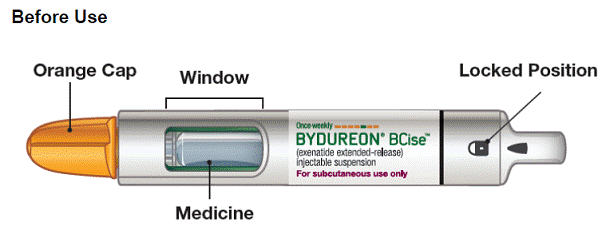 Before Use
Orange Cap
Window
Locked Position
Once weekly
BYDUREON® BCise™
(exenatide extended-release)
injectable suspension
For subcutaneous use only
Medicine